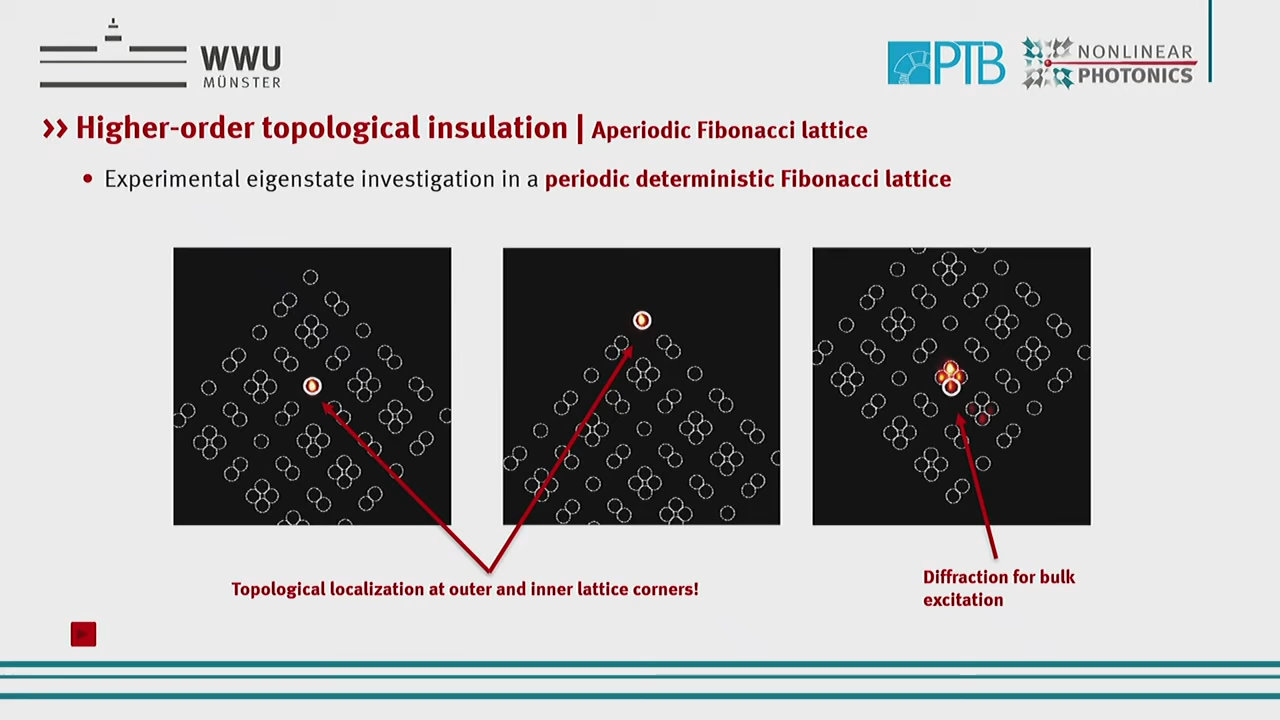 WWU
MÜNSTER
PTB
NONLINEAR
PHOTONICS
>> Higher-order topological insulation | Aperiodic Fibonacci lattice
• Experimental eigenstate investigation in a periodic deterministic Fibonacci lattice
Topological localization at outer and inner lattice corners!
Diffraction for bulk
excitation